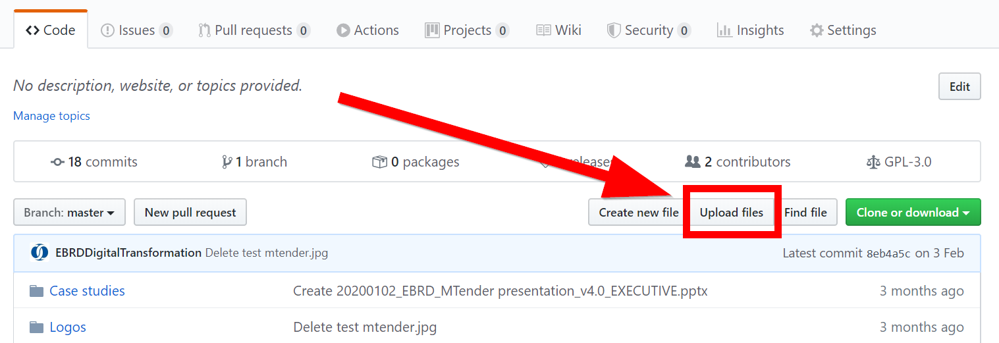 Code Issues 0 Pull requests 0 Actions Projects 0 Wiki Security 0 Insights Settings
No description, website, or topics provided. Edit
Manage topics
18 commits 1 branch 0 packages releases 2 contributors GPL-3.0
Branch: master New pull request Create new file Upload files Find file Clone or download
EBRDDigitalTransformation Delete test mtender.jpg Latest commit 8eb4a5c on 3 Feb
Case studies Create 20200102_EBRD_MTender presentation_v4.0_EXECUTIVE.pptx 3 months ago
Logos Delete test mtender.jpg 3 months ago